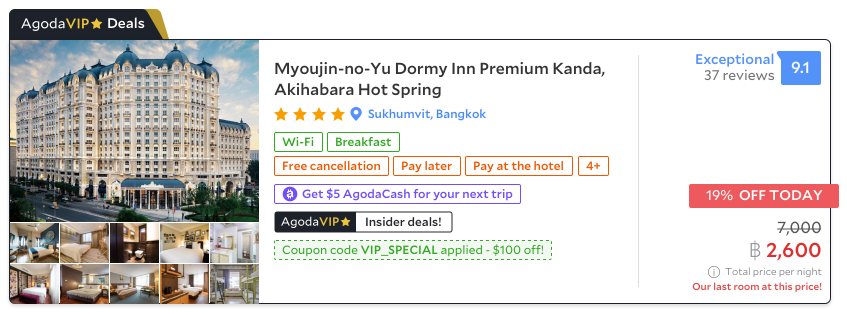 AgodaVIP Deals
Myoujin-no-Yu Dormy Inn Premium Kanda,
Akihabara Hot Spring
Sukhumvit, Bangkok
Wi-Fi Breakfast
Free cancellation Pay later Pay at the hotel 4+
Get $5 AgodaCash for your next trip
AgodaVIP Insider deals!
Coupon code VIP_SPECIAL applied - $100 off!
Exceptional 9.1
37 reviews
19% OFF TODAY
7,000
฿ 2,600
Total price per night
Our last room at this price!